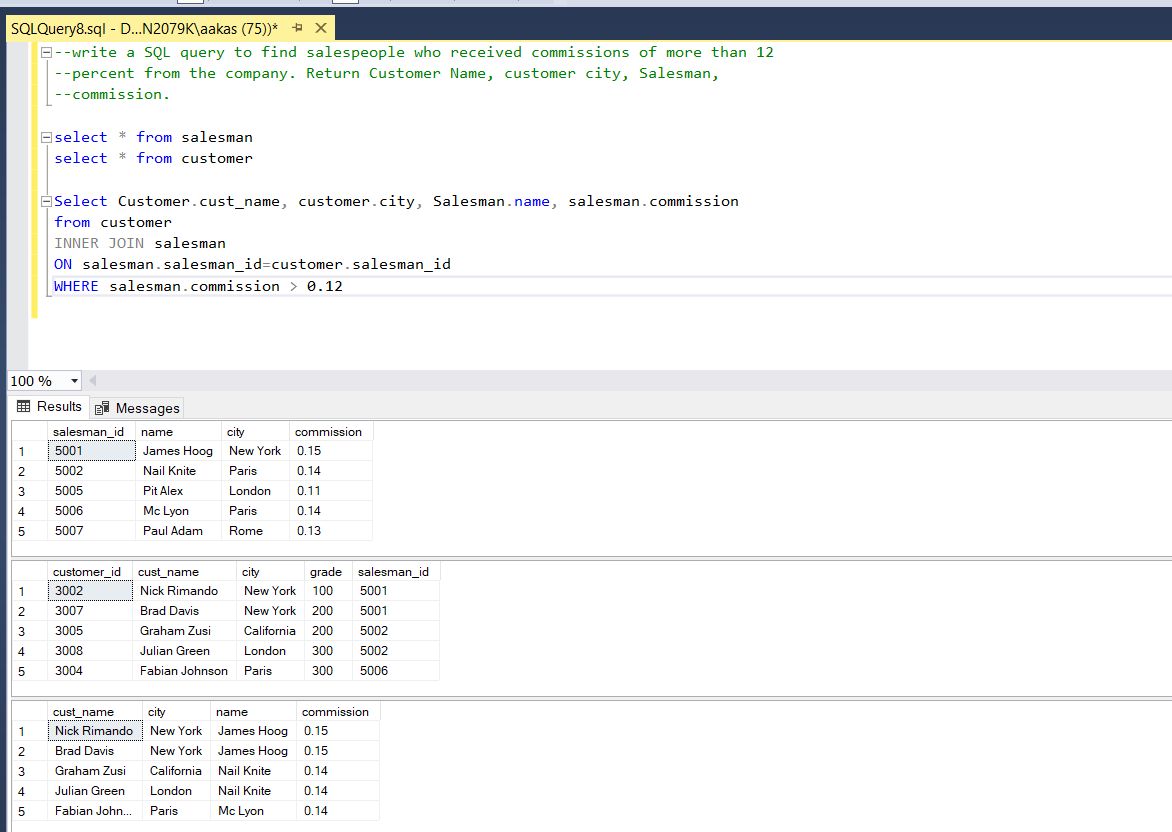 SQLQuery8.sql - D...N2079K\aakas (75))*
--write a SQL query to find salespeople who received commissions of more than 12
--percent from the company. Return Customer Name, customer city, Salesman,
--commission.
select * from salesman
select * from customer
Select Customer.cust_name, customer.city, Salesman.name, salesman.commission
from customer
INNER JOIN salesman
ON salesman.salesman_id=customer.salesman_id
WHERE salesman.commission > 0.12
100 %
Results Messages
salesman_id name city commission
1 5001 James Hoog New York 0.15
2 5002 Nail Knite Paris 0.14
3 5005 Pit Alex London 0.11
4 5006 Mc Lyon Paris 0.14
5 5007 Paul Adam Rome 0.13
customer_id cust_name city grade salesman_id
1 3002 Nick Rimando New York 100 5001
2 3007 Brad Davis New York 200 5001
3 3005 Graham Zusi California 200 5002
4 3008 Julian Green London 300 5002
5 3004 Fabian Johnson Paris 300 5006
cust_name city name commission
1 Nick Rimando New York James Hoog 0.15
2 Brad Davis New York James Hoog 0.15
3 Graham Zusi California Nail Knite 0.14
4 Julian Green London Nail Knite 0.14
5 Fabian John... Paris Mc Lyon 0.14